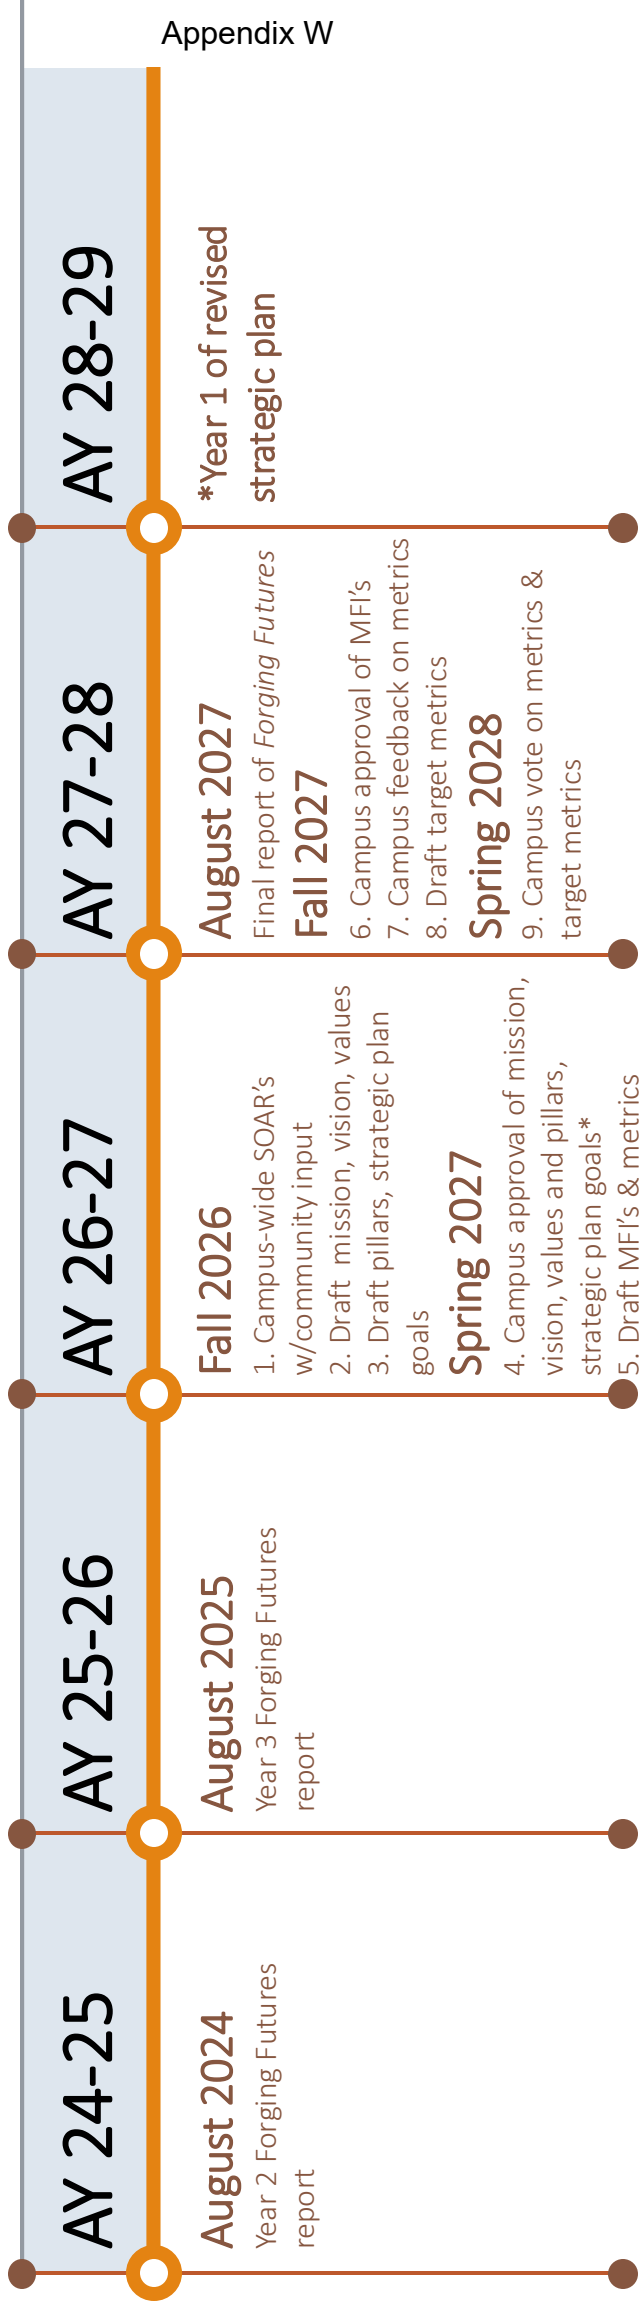 Appendix W
AY 24-25
August 2024
Year 2 Forging Futures
report
AY 25-26
August 2025
Year 3 Forging Futures
report
AY 26-27
Fall 2026
1. Campus-wide SOAR's
w/community input
2. Draft mission, vision, values
3. Draft pillars, strategic plan
goals
Spring 2027
4. Campus approval of mission,
vision, values and pillars,
strategic plan goals*
5. Draft MFI's & metrics
AY 27-28
August 2027
Final report of Forging Futures
Fall 2027
6. Campus approval of MFI's
7. Campus feedback on metrics
8. Draft target metrics
Spring 2028
9. Campus vote on metrics &
target metrics
AY 28-29
*Year 1 of revised
strategic plan